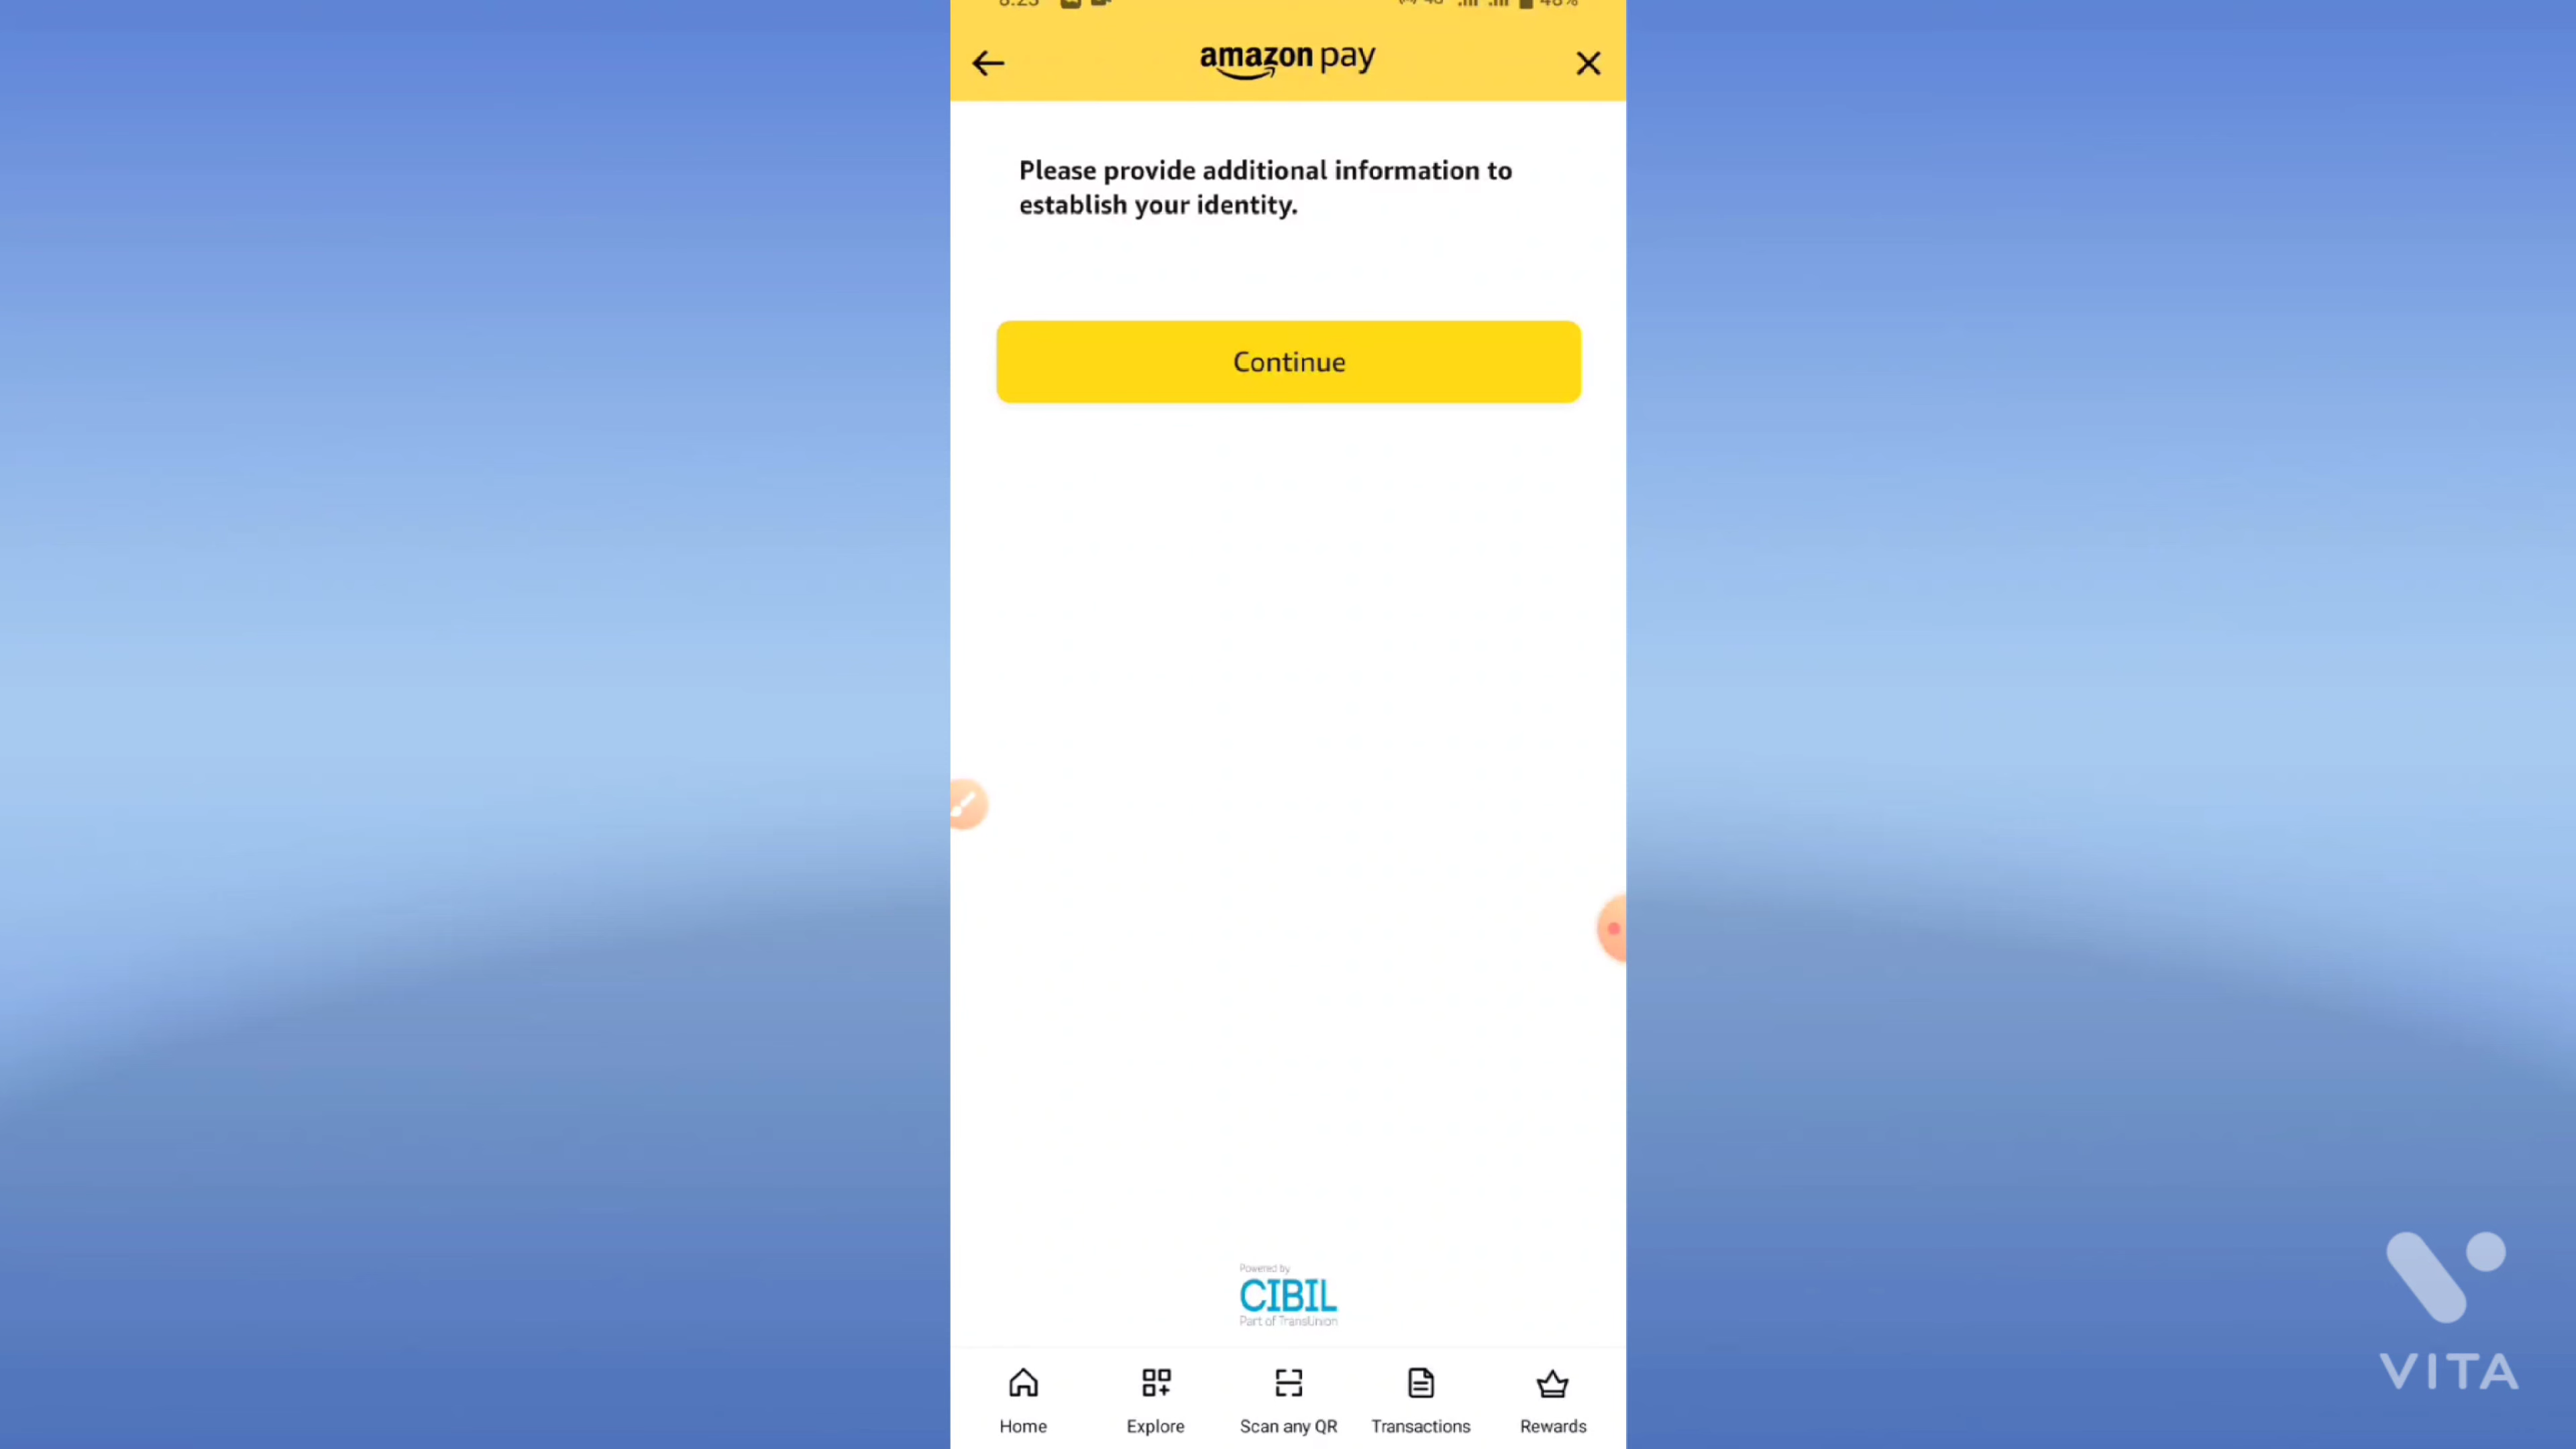 amazon pay
Please provide additional information to
establish your identity.
Continue
Powered by
CIBIL
Part of TransUnion
Home Explore Scan any QR Transactions Rewards
VITA